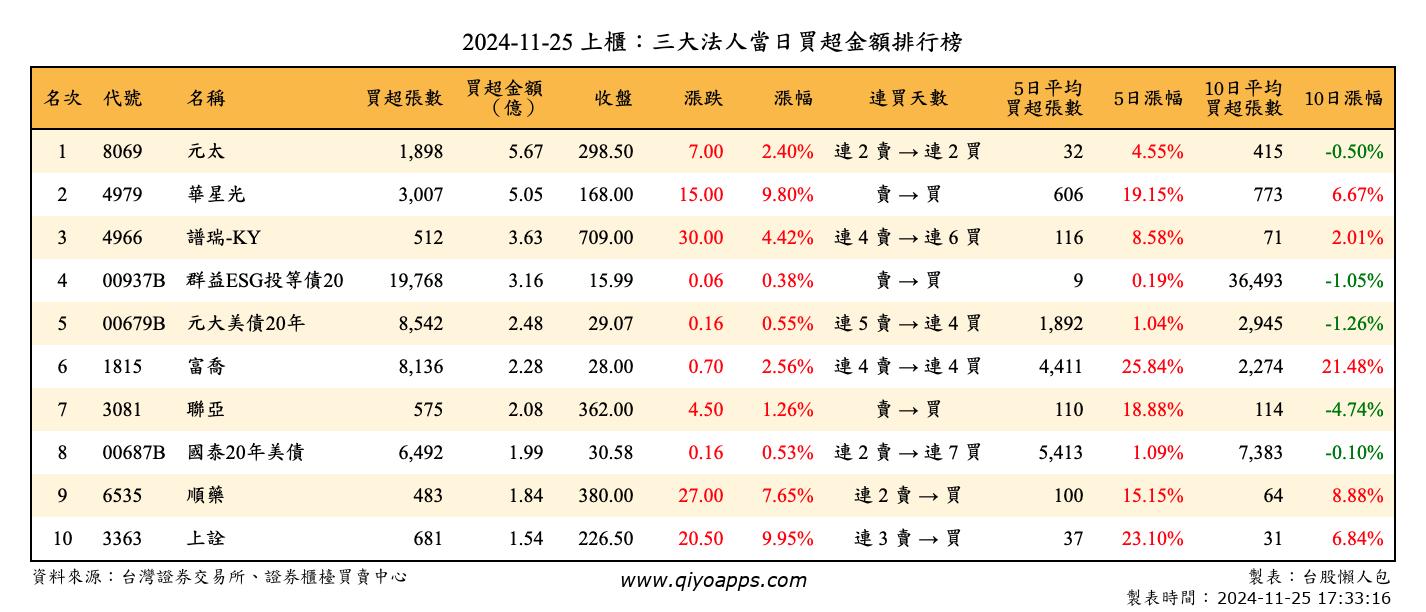 2024-11-25 上櫃：三大法人當日買超金額排行榜
名次 代號 名稱 買超張數 買超金額（億） 收盤 漲跌 漲幅 連買天數 5日平均買超張數 5日漲幅 10日平均買超張數 10日漲幅
1 8069 元太 1,898 5.67 298.50 7.00 2.40% 連 2 賣 → 連 2 買 32 4.55% 415 -0.50%
2 4979 華星光 3,007 5.05 168.00 15.00 9.80% 賣 → 買 606 19.15% 773 6.67%
3 4966 譜瑞-KY 512 3.63 709.00 30.00 4.42% 連 4 賣 → 連 6 買 116 8.58% 71 2.01%
4 00937B 群益ESG投等債20 19,768 3.16 15.99 0.06 0.38% 賣 → 買 9 0.19% 36,493 -1.05%
5 00679B 元大美債20年 8,542 2.48 29.07 0.16 0.55% 連 5 賣 → 連 4 買 1,892 1.04% 2,945 -1.26%
6 1815 富喬 8,136 2.28 28.00 0.70 2.56% 連 4 賣 → 連 4 買 4,411 25.84% 2,274 21.48%
7 3081 聯亞 575 2.08 362.00 4.50 1.26% 賣 → 買 110 18.88% 114 -4.74%
8 00687B 國泰20年美債 6,492 1.99 30.58 0.16 0.53% 連 2 賣 → 連 7 買 5,413 1.09% 7,383 -0.10%
9 6535 順藥 483 1.84 380.00 27.00 7.65% 連 2 賣 → 買 100 15.15% 64 8.88%
10 3363 上詮 681 1.54 226.50 20.50 9.95% 連 3 賣 → 買 37 23.10% 31 6.84%
資料來源：台灣證券交易所、證券櫃檯買賣中心 www.qiyoapps.com 製表：台股懶人包
製表時間：2024-11-25 17:33:16